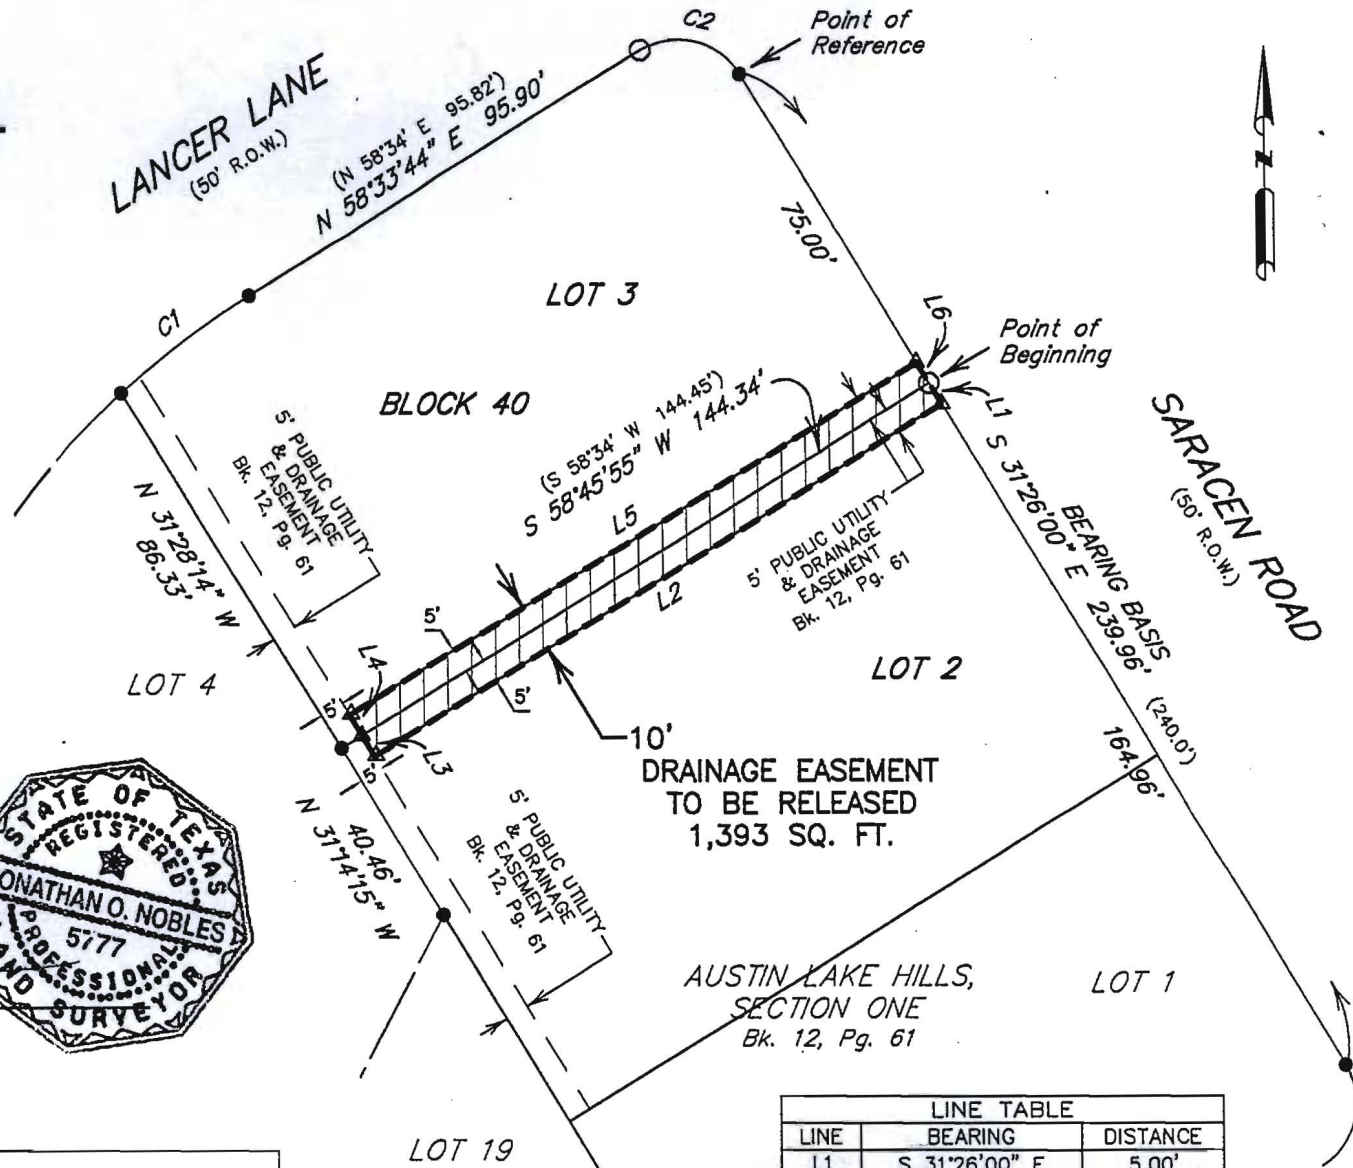 C2
Point of
Reference
LANCER LANE
(50' R.O.W.)
(N 58°34' E 95.82')
N 58°33'44" E 95.90'
N
75.00'
C1
LOT 3
L6
Point of
Beginning
BLOCK 40
(S 58°34' W 144.45')
S 58°45'55" W 144.34'
L1
SARACEN ROAD
(50' R.O.W.)
5' PUBLIC UTILITY
& DRAINAGE
EASEMENT
Bk. 12, Pg. 61
N 31°28'14" W
86.33'
L5
5' PUBLIC UTILITY
& DRAINAGE
EASEMENT
Bk. 12, Pg. 61
L2
BEARING BASIS
S 31°26'00" E 239.96'
(240.0')
164.96'
5'
5'
L4
LOT 4
LOT 2
5'
5'
L3
10'
DRAINAGE EASEMENT
TO BE RELEASED
1,393 SQ. FT.
40.46'
N 31°14'15" W
5' PUBLIC UTILITY
& DRAINAGE
EASEMENT
Bk. 12, Pg. 61
STATE OF TEXAS
REGISTERED
ONATHAN O. NOBLES
5777
PROFESSIONAL
AND SURVEYOR
AUSTIN LAKE HILLS,
SECTION ONE
Bk. 12, Pg. 61
LOT 1
LOT 19
LINE TABLE
LINE BEARING DISTANCE
L1 S 31°26'00" E 5.00'